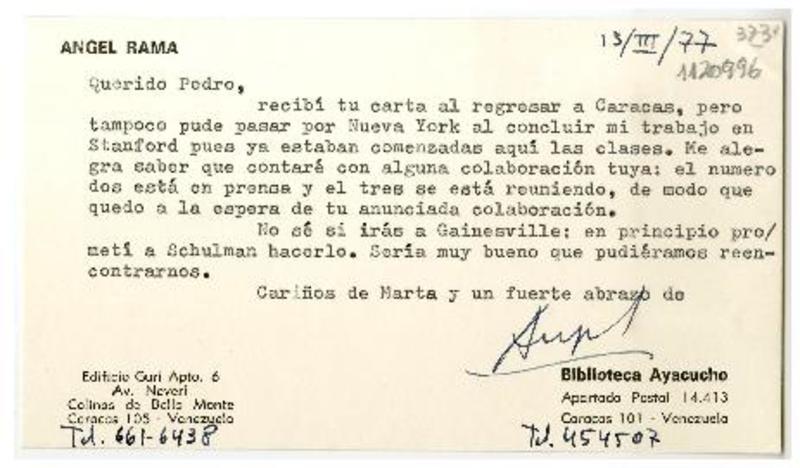 ANGEL RAMA
13/III/77
1120996
Querido Pedro,
recibí tu carta al regresar a Caracas, pero
tampoco pude pasar por Nueva York al concluir mi trabajo en
Stanford pues ya estaban comenzadas aquí las clases. Me ale-
gra saber que contaré con alguna colaboración tuya: el numero
dos está en prensa y el tres se está reuniendo, de modo que
quedo a la espera de tu anunciada colaboración.
No sé si irás a Gainesville: en principio pro/
metí a Schulman hacerlo. Sería muy bueno que pudiéramos reen-
contrarnos.
Cariños de Marta y un fuerte abrazo de
Angel
Edificio Guri Apto. 6
Av. Neveri
Colinas de Bello Monte
Caracas 105 - Venezuela
Tel. 661-6438
Biblioteca Ayacucho
Apartado Postal 14.413
Caracas 101 - Venezuela
Tel. 454507